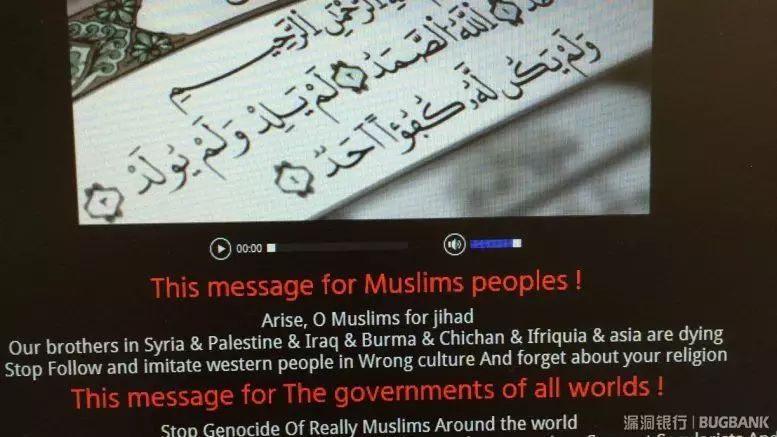 الرَّحْمَنِ الرَّحِيمِ
اللَّهُ الصَّمَدُ ۝ لَمْ يَلِدْ وَلَمْ يُولَدْ ۝
وَلَمْ يَكُن لَّهُ كُفُوًا أَحَدٌ ۝
00:00
This message for Muslims peoples !
Arise, O Muslims for jihad
Our brothers in Syria & Palestine & Iraq & Burma & Chichan & Ifriquia & asia are dying
Stop Follow and imitate western people in Wrong culture And forget about your religion
This message for The governments of all worlds !
Stop Genocide Of Really Muslims Around the world
漏洞银行 | BUGBANK